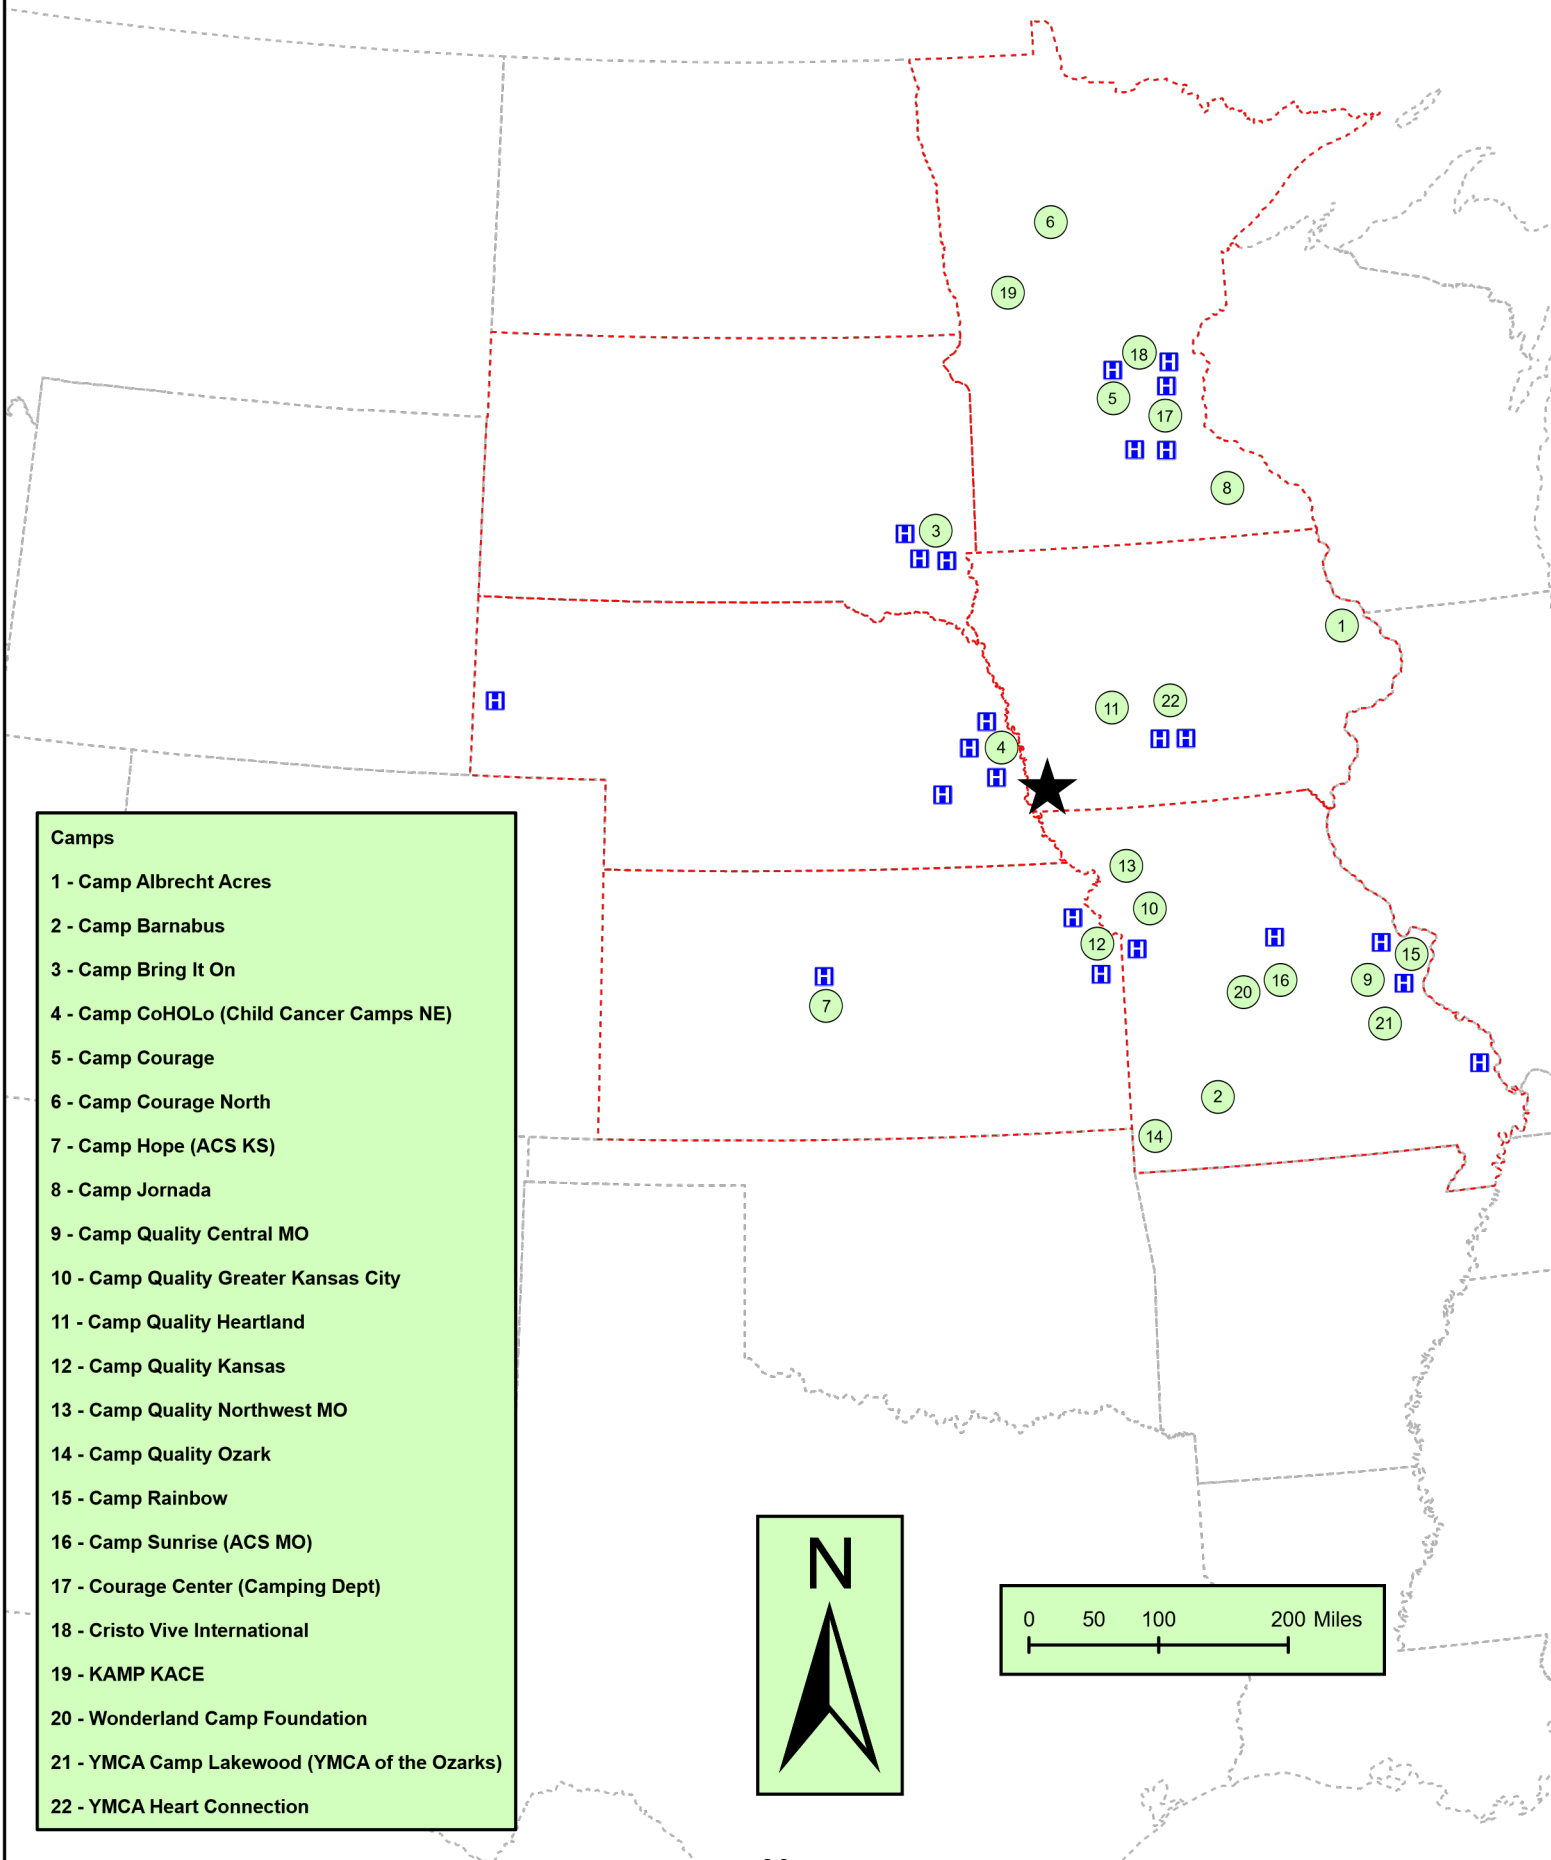 6
19
18
H
H
5
H
17
H
H
8
H
3
H
H
1
H
11
22
H
H
H
H
4
H
H
13
10
H
12
H
H
H
H
15
H
7
20
16
9
H
21
H
2
14
Camps
1 - Camp Albrecht Acres
2 - Camp Barnabus
3 - Camp Bring It On
4 - Camp CoHOLo (Child Cancer Camps NE)
5 - Camp Courage
6 - Camp Courage North
7 - Camp Hope (ACS KS)
8 - Camp Jornada
9 - Camp Quality Central MO
10 - Camp Quality Greater Kansas City
11 - Camp Quality Heartland
12 - Camp Quality Kansas
13 - Camp Quality Northwest MO
14 - Camp Quality Ozark
15 - Camp Rainbow
16 - Camp Sunrise (ACS MO)
17 - Courage Center (Camping Dept)
18 - Cristo Vive International
19 - KAMP KACE
20 - Wonderland Camp Foundation
21 - YMCA Camp Lakewood (YMCA of the Ozarks)
22 - YMCA Heart Connection
N
0 50 100 200 Miles